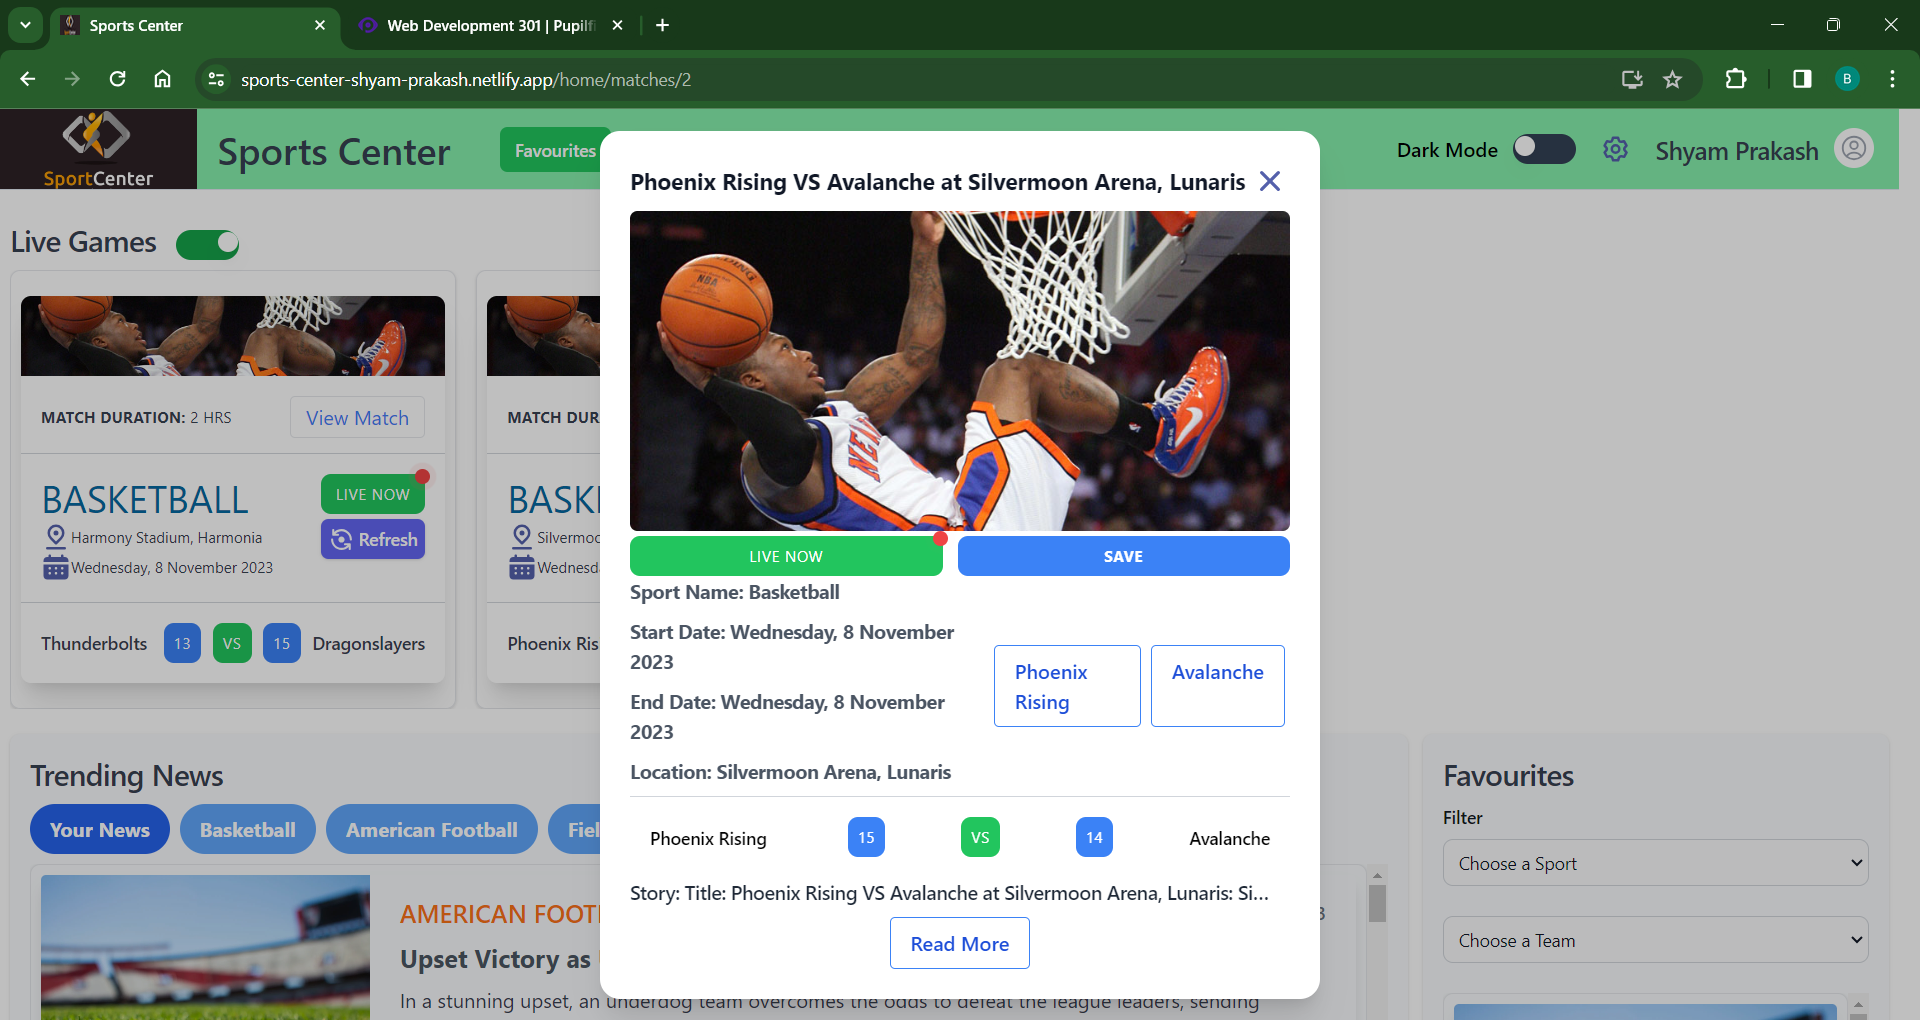 Sports Center
Web Development 301 | Pupilfi
sports-center-shyam-prakash.netlify.app/home/matches/2
B
SportCenter
Sports Center
Favourites
Dark Mode
Shyam Prakash
Live Games
MATCH DURATION: 2 HRS
View Match
BASKETBALL
LIVE NOW
Harmony Stadium, Harmonia
Refresh
Wednesday, 8 November 2023
Thunderbolts 13 VS 15 Dragonslayers
MATCH DUR
BASK
Silvermoo
Wednesd
Phoenix Ris
Phoenix Rising VS Avalanche at Silvermoon Arena, Lunaris
NBA
NEW
LIVE NOW
SAVE
Sport Name: Basketball
Start Date: Wednesday, 8 November
2023
End Date: Wednesday, 8 November
2023
Location: Silvermoon Arena, Lunaris
Phoenix
Rising
Avalanche
Phoenix Rising 15 VS 14 Avalanche
Story: Title: Phoenix Rising VS Avalanche at Silvermoon Arena, Lunaris: Si...
Read More
Trending News
Your News
Basketball
American Football
Fiel
AMERICAN FOOT
3
Upset Victory as
In a stunning upset, an underdog team overcomes the odds to defeat the league leaders, sending
Favourites
Filter
Choose a Sport
Choose a Team